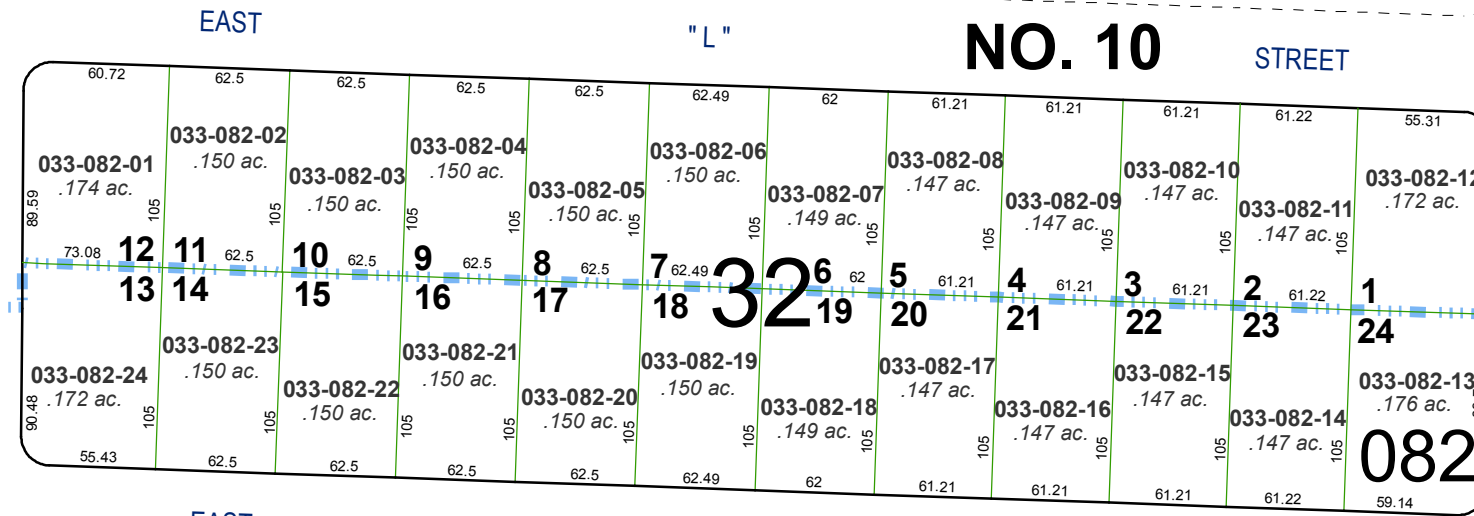 EAST "L" NO. 10 STREET
60.72 62.5 62.5 62.5 62.5 62.49 62 61.21 61.21 61.21 61.22 55.31
033-082-01
.174 ac.
033-082-02
.150 ac.
033-082-03
.150 ac.
033-082-04
.150 ac.
033-082-05
.150 ac.
033-082-06
.150 ac.
033-082-07
.149 ac.
033-082-08
.147 ac.
033-082-09
.147 ac.
033-082-10
.147 ac.
033-082-11
.147 ac.
033-082-12
.172 ac.
89.59 105 105 105 105 105 105 105 105 105 105 105
73.08 62.5 62.5 62.5 62.5 62.49 62 61.21 61.21 61.21 61.22
12 11 10 9 8 7 6 5 4 3 2 1
32
13 14 15 16 17 18 19 20 21 22 23 24
033-082-24
.172 ac.
033-082-23
.150 ac.
033-082-22
.150 ac.
033-082-21
.150 ac.
033-082-20
.150 ac.
033-082-19
.150 ac.
033-082-18
.149 ac.
033-082-17
.147 ac.
033-082-16
.147 ac.
033-082-15
.147 ac.
033-082-14
.147 ac.
033-082-13
.176 ac.
90.48 105 105 105 105 105 105 105 105 105 105 105
082
55.43 62.5 62.5 62.5 62.5 62.49 62 61.21 61.21 61.21 61.22 59.14
EAST